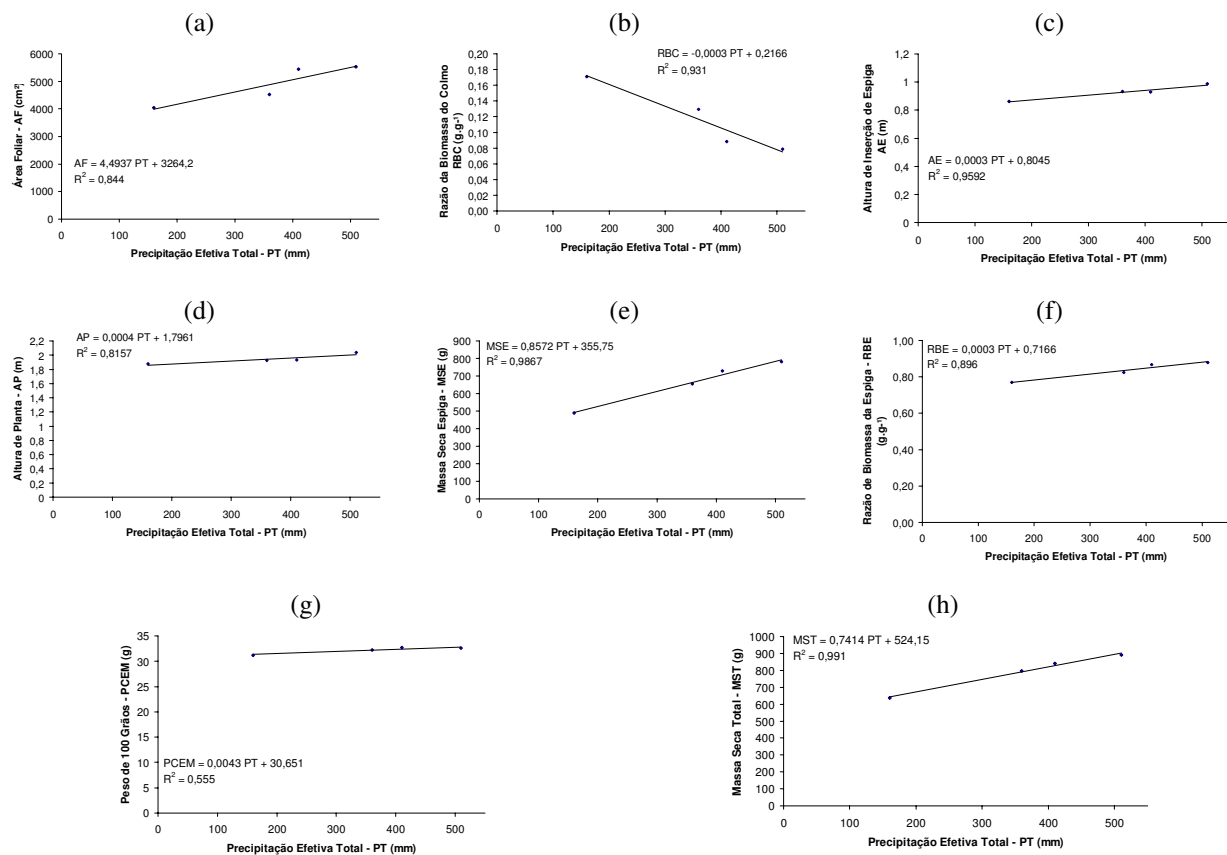 (a)
6000
5000
4000
3000
2000
1000
0
Área Foliar - AF (cm²)
AF = 4,4937 PT + 3264,2
R² = 0,844
0 100 200 300 400 500
Precipitação Efetiva Total - PT (mm)
(b)
0,20
0,18
0,16
0,14
0,12
0,10
0,08
0,06
0,04
0,02
0,00
Razão da Biomassa do Colmo
RBC (g.g⁻¹)
RBC = -0,0003 PT + 0,2166
R² = 0,931
0 100 200 300 400 500
Precipitação Efetiva Total - PT (mm)
(c)
1,2
1
0,8
0,6
0,4
0,2
0
Altura de Inserção de Espiga
AE (m)
AE = 0,0003 PT + 0,8045
R² = 0,9592
0 100 200 300 400 500
Precipitação Efetiva Total - PT (mm)
(d)
2,2
2
1,8
1,6
1,4
1,2
1
0,8
0,6
0,4
0,2
0
Altura de Planta - AP (m)
AP = 0,0004 PT + 1,7961
R² = 0,8157
0 100 200 300 400 500
Precipitação Efetiva Total - PT (mm)
(e)
900
800
700
600
500
400
300
200
100
0
Massa Seca Espiga - MSE (g)
MSE = 0,8572 PT + 355,75
R² = 0,9867
0 100 200 300 400 500
Precipitação Efetiva Total - PT (mm)
(f)
1,00
0,80
0,60
0,40
0,20
0,00
Razão de Biomassa da Espiga - RBE
(g.g⁻¹)
RBE = 0,0003 PT + 0,7166
R² = 0,896
0 100 200 300 400 500
Precipitação Efetiva Total - PT (mm)
(g)
35
30
25
20
15
10
5
0
Peso de 100 Grãos - PCEM (g)
PCEM = 0,0043 PT + 30,651
R² = 0,555
0 100 200 300 400 500
Precipitação Efetiva Total - PT (mm)
(h)
1000
900
800
700
600
500
400
300
200
100
0
Massa Seca Total - MST (g)
MST = 0,7414 PT + 524,15
R² = 0,991
0 100 200 300 400 500
Precipitação Efetiva Total - PT (mm)